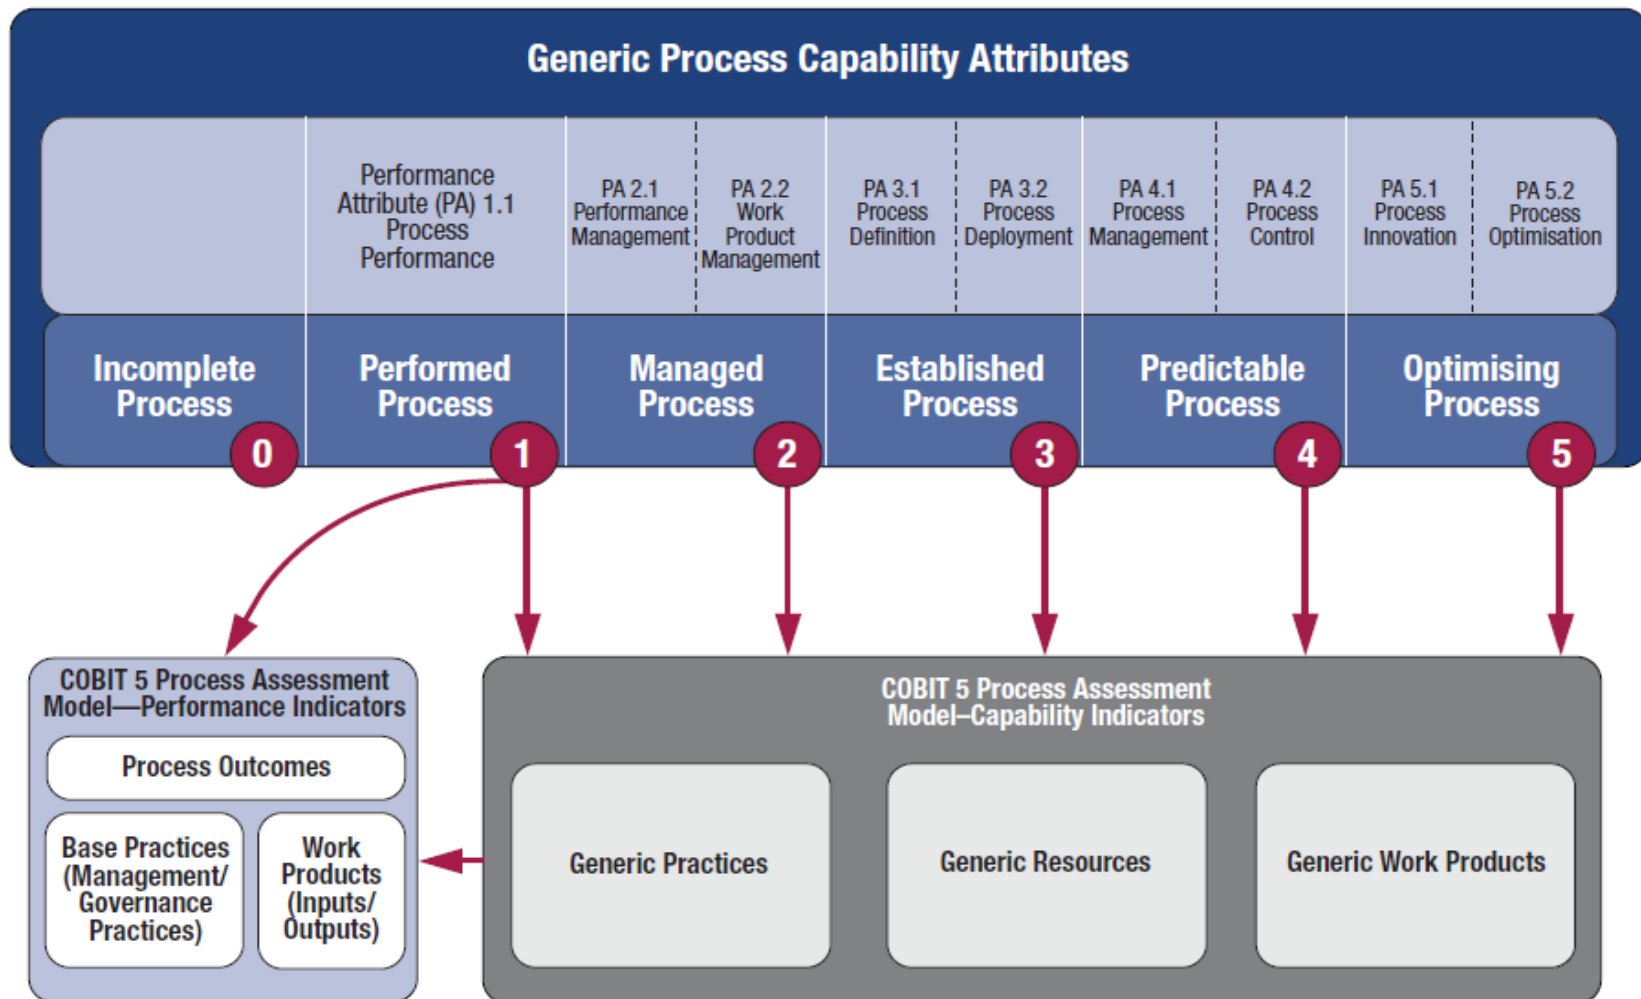 Generic Process Capability Attributes
Performance
Attribute (PA) 1.1
Process
Performance
PA 2.1
Performance
Management
PA 2.2
Work
Product
Management
PA 3.1
Process
Definition
PA 3.2
Process
Deployment
PA 4.1
Process
Management
PA 4.2
Process
Control
PA 5.1
Process
Innovation
PA 5.2
Process
Optimisation
Incomplete
Process
0
Performed
Process
1
Managed
Process
2
Established
Process
3
Predictable
Process
4
Optimising
Process
5
COBIT 5 Process Assessment
Model—Performance Indicators
Process Outcomes
Base Practices
(Management/
Governance
Practices)
Work
Products
(Inputs/
Outputs)
COBIT 5 Process Assessment
Model–Capability Indicators
Generic Practices
Generic Resources
Generic Work Products